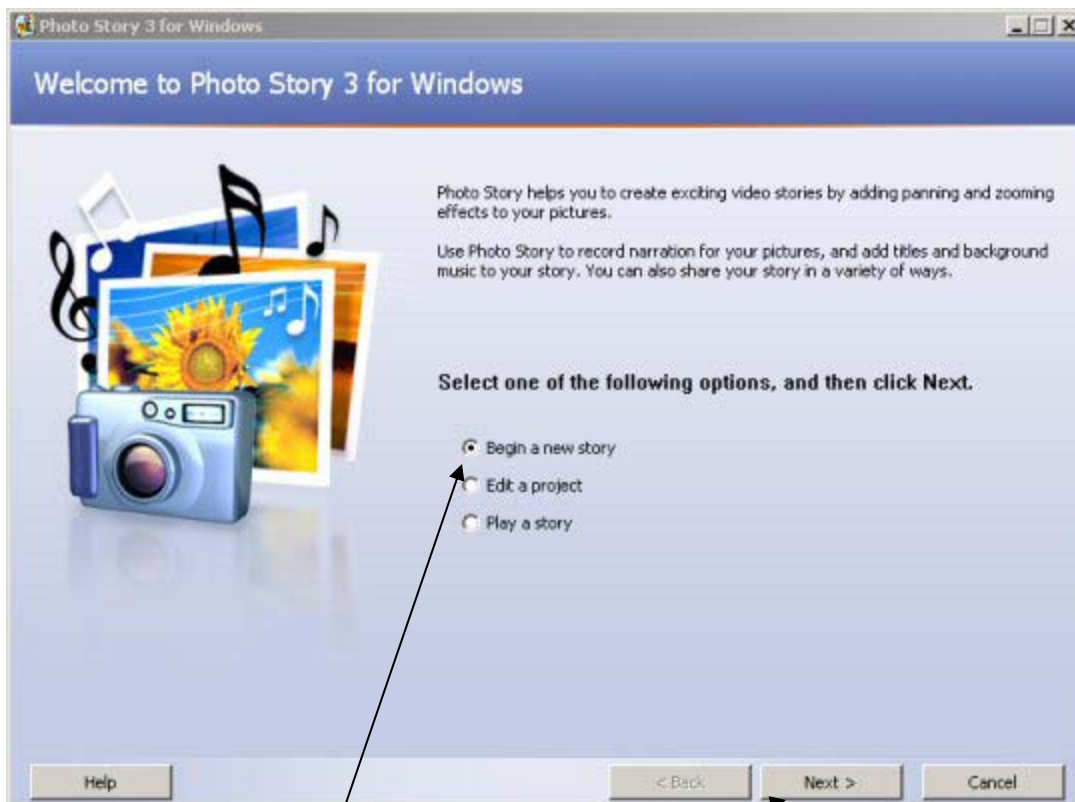 Photo Story 3 for Windows
Welcome to Photo Story 3 for Windows
Photo Story helps you to create exciting video stories by adding panning and zooming
effects to your pictures.
Use Photo Story to record narration for your pictures, and add titles and background
music to your story. You can also share your story in a variety of ways.
Select one of the following options, and then click Next.
Begin a new story
Edit a project
Play a story
Help
< Back
Next >
Cancel